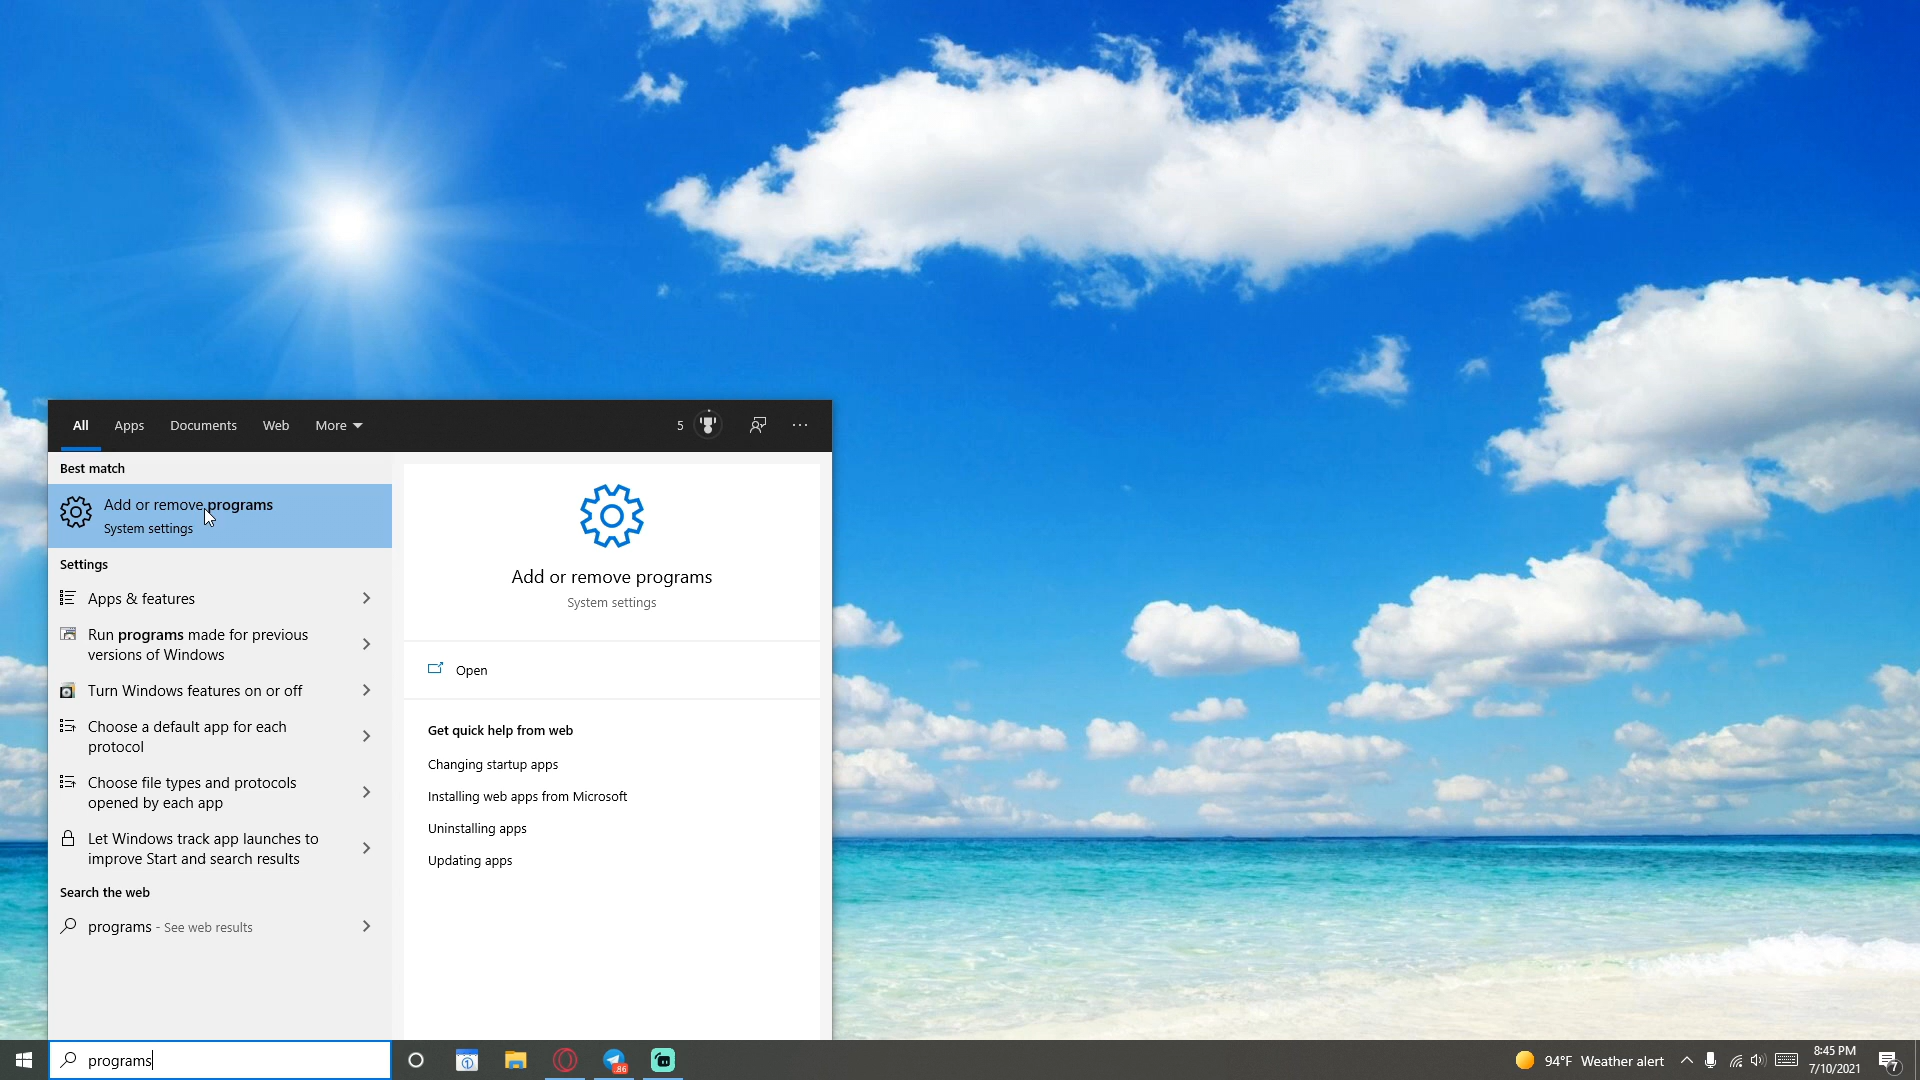 All
Apps
Documents
Web
More
5
Best match
Add or remove programs
System settings
Settings
Apps & features
Run programs made for previous
versions of Windows
Turn Windows features on or off
Choose a default app for each
protocol
Choose file types and protocols
opened by each app
Let Windows track app launches to
improve Start and search results
Search the web
programs - See web results
Add or remove programs
System settings
Open
Get quick help from web
Changing startup apps
Installing web apps from Microsoft
Uninstalling apps
Updating apps
programs
1
86
94°F Weather alert
8:45 PM
7/10/2021
7